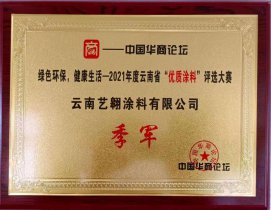 ——中国华商论坛
绿色环保，健康生活—2021年度云南省“优质涂料”评选大赛
云南艺翱涂料有限公司
季军
中国华商论坛